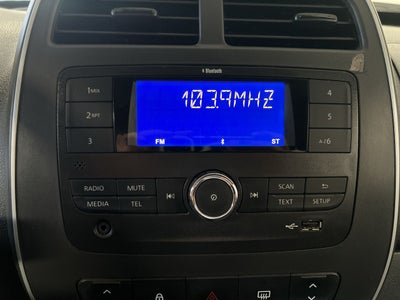 Bluetooth
103.9MHZ
FM ST
1MIX
2RPT
3
4
5
6
RADIO MUTE
MEDIA TEL
SCAN
TEXT SETUP